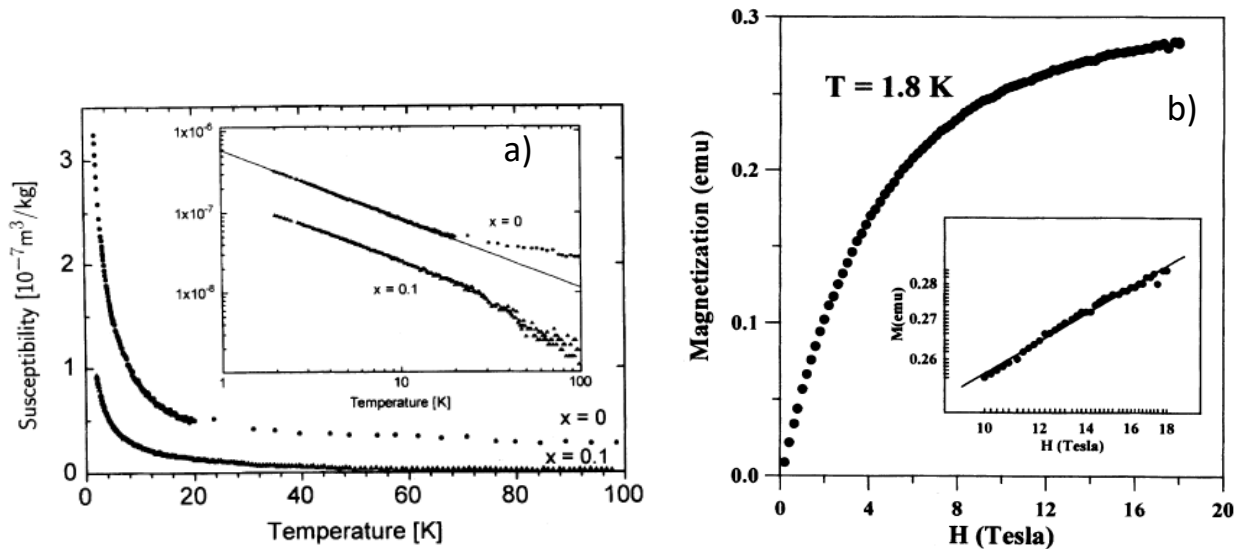 a)
Susceptibility [10⁻⁷m³/kg]
3
2
1
0
0 20 40 60 80 100
Temperature [K]
x = 0
x = 0.1
1x10⁻⁶
1x10⁻⁷
1x10⁻⁸
x = 0
x = 0.1
1 10 100
Temperature [K]
b)
T = 1.8 K
Magnetization (emu)
0.3
0.2
0.1
0.0
0 4 8 12 16 20
H (Tesla)
M(emu)
0.28
0.27
0.26
10 12 14 16 18
H (Tesla)